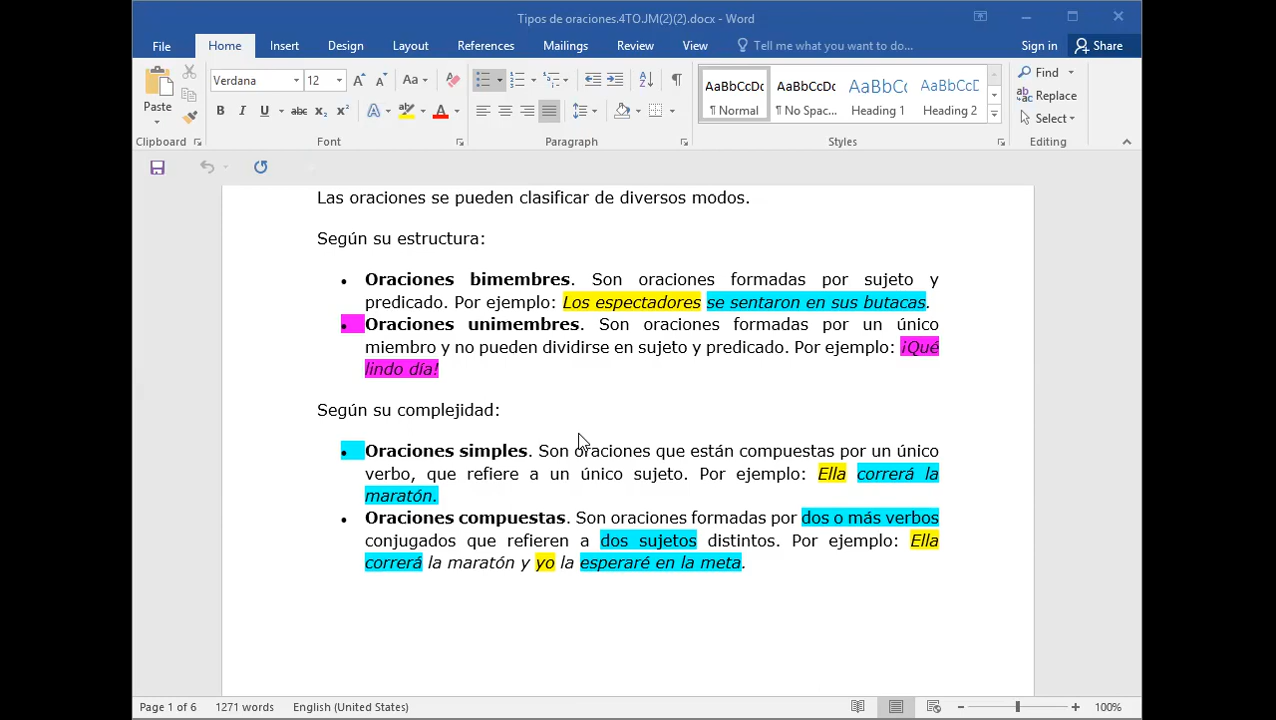 Tipos de oraciones.4TO.JM(2)(2).docx - Word
File Home Insert Design Layout References Mailings Review View Tell me what you want to do... Sign in Share
Verdana 12 Aa
Paste
B I U abc x₂ x² A A
AaBbCcDc AaBbCcDc AaBbCc AaBbCcD
¶ Normal ¶ No Spac... Heading 1 Heading 2
Find
Replace
Select
Clipboard Font Paragraph Styles Editing
Las oraciones se pueden clasificar de diversos modos.
Según su estructura:
• Oraciones bimembres. Son oraciones formadas por sujeto y
predicado. Por ejemplo: Los espectadores se sentaron en sus butacas.
• Oraciones unimembres. Son oraciones formadas por un único
miembro y no pueden dividirse en sujeto y predicado. Por ejemplo: ¡Qué
lindo día!
Según su complejidad:
• Oraciones simples. Son oraciones que están compuestas por un único
verbo, que refiere a un único sujeto. Por ejemplo: Ella correrá la
maratón.
• Oraciones compuestas. Son oraciones formadas por dos o más verbos
conjugados que refieren a dos sujetos distintos. Por ejemplo: Ella
correrá la maratón y yo la esperaré en la meta.
Page 1 of 6 1271 words English (United States) 100%